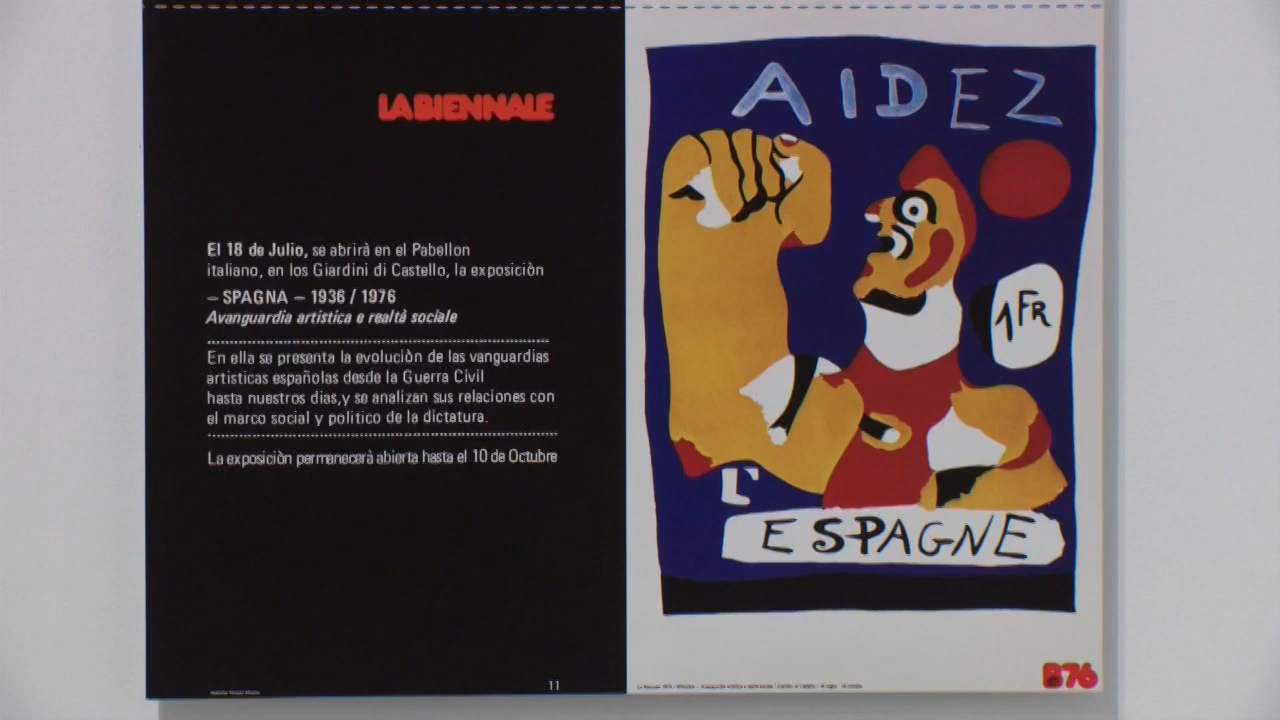 LA BIENNALE
El 18 de Julio, se abrirà en el Pabellon
italiano, en los Giardini di Castello, la exposiciòn
– SPAGNA – 1936 / 1976
Avanguardia artistica e realtà sociale
En ella se presenta la evoluciòn de las vanguardias
artisticas españolas desde la Guerra Civil
hasta nuestros dias,y se analizan sus relaciones con
el marco social y politico de la dictatura.
La exposiciòn permanecerà abierta hasta el 10 de Octubre
11
AIDEZ
1FR
L'
ESPAGNE
B76